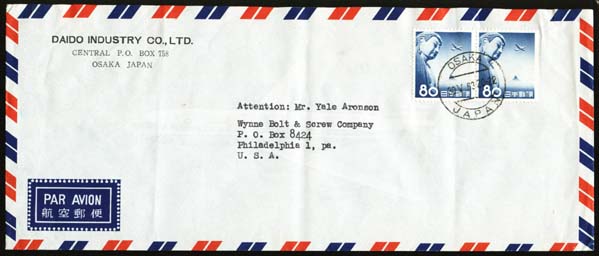 DAIDO INDUSTRY CO., LTD.
CENTRAL P.O. BOX 758
OSAKA JAPAN
80 日本郵便
80 日本郵便
OSAKA
JAPAN
Attention: Mr. Yale Aronson
Wynne Bolt & Screw Company
P. O. Box 8424
Philadelphia 1, pa.
U. S. A.
PAR AVION
航空郵便